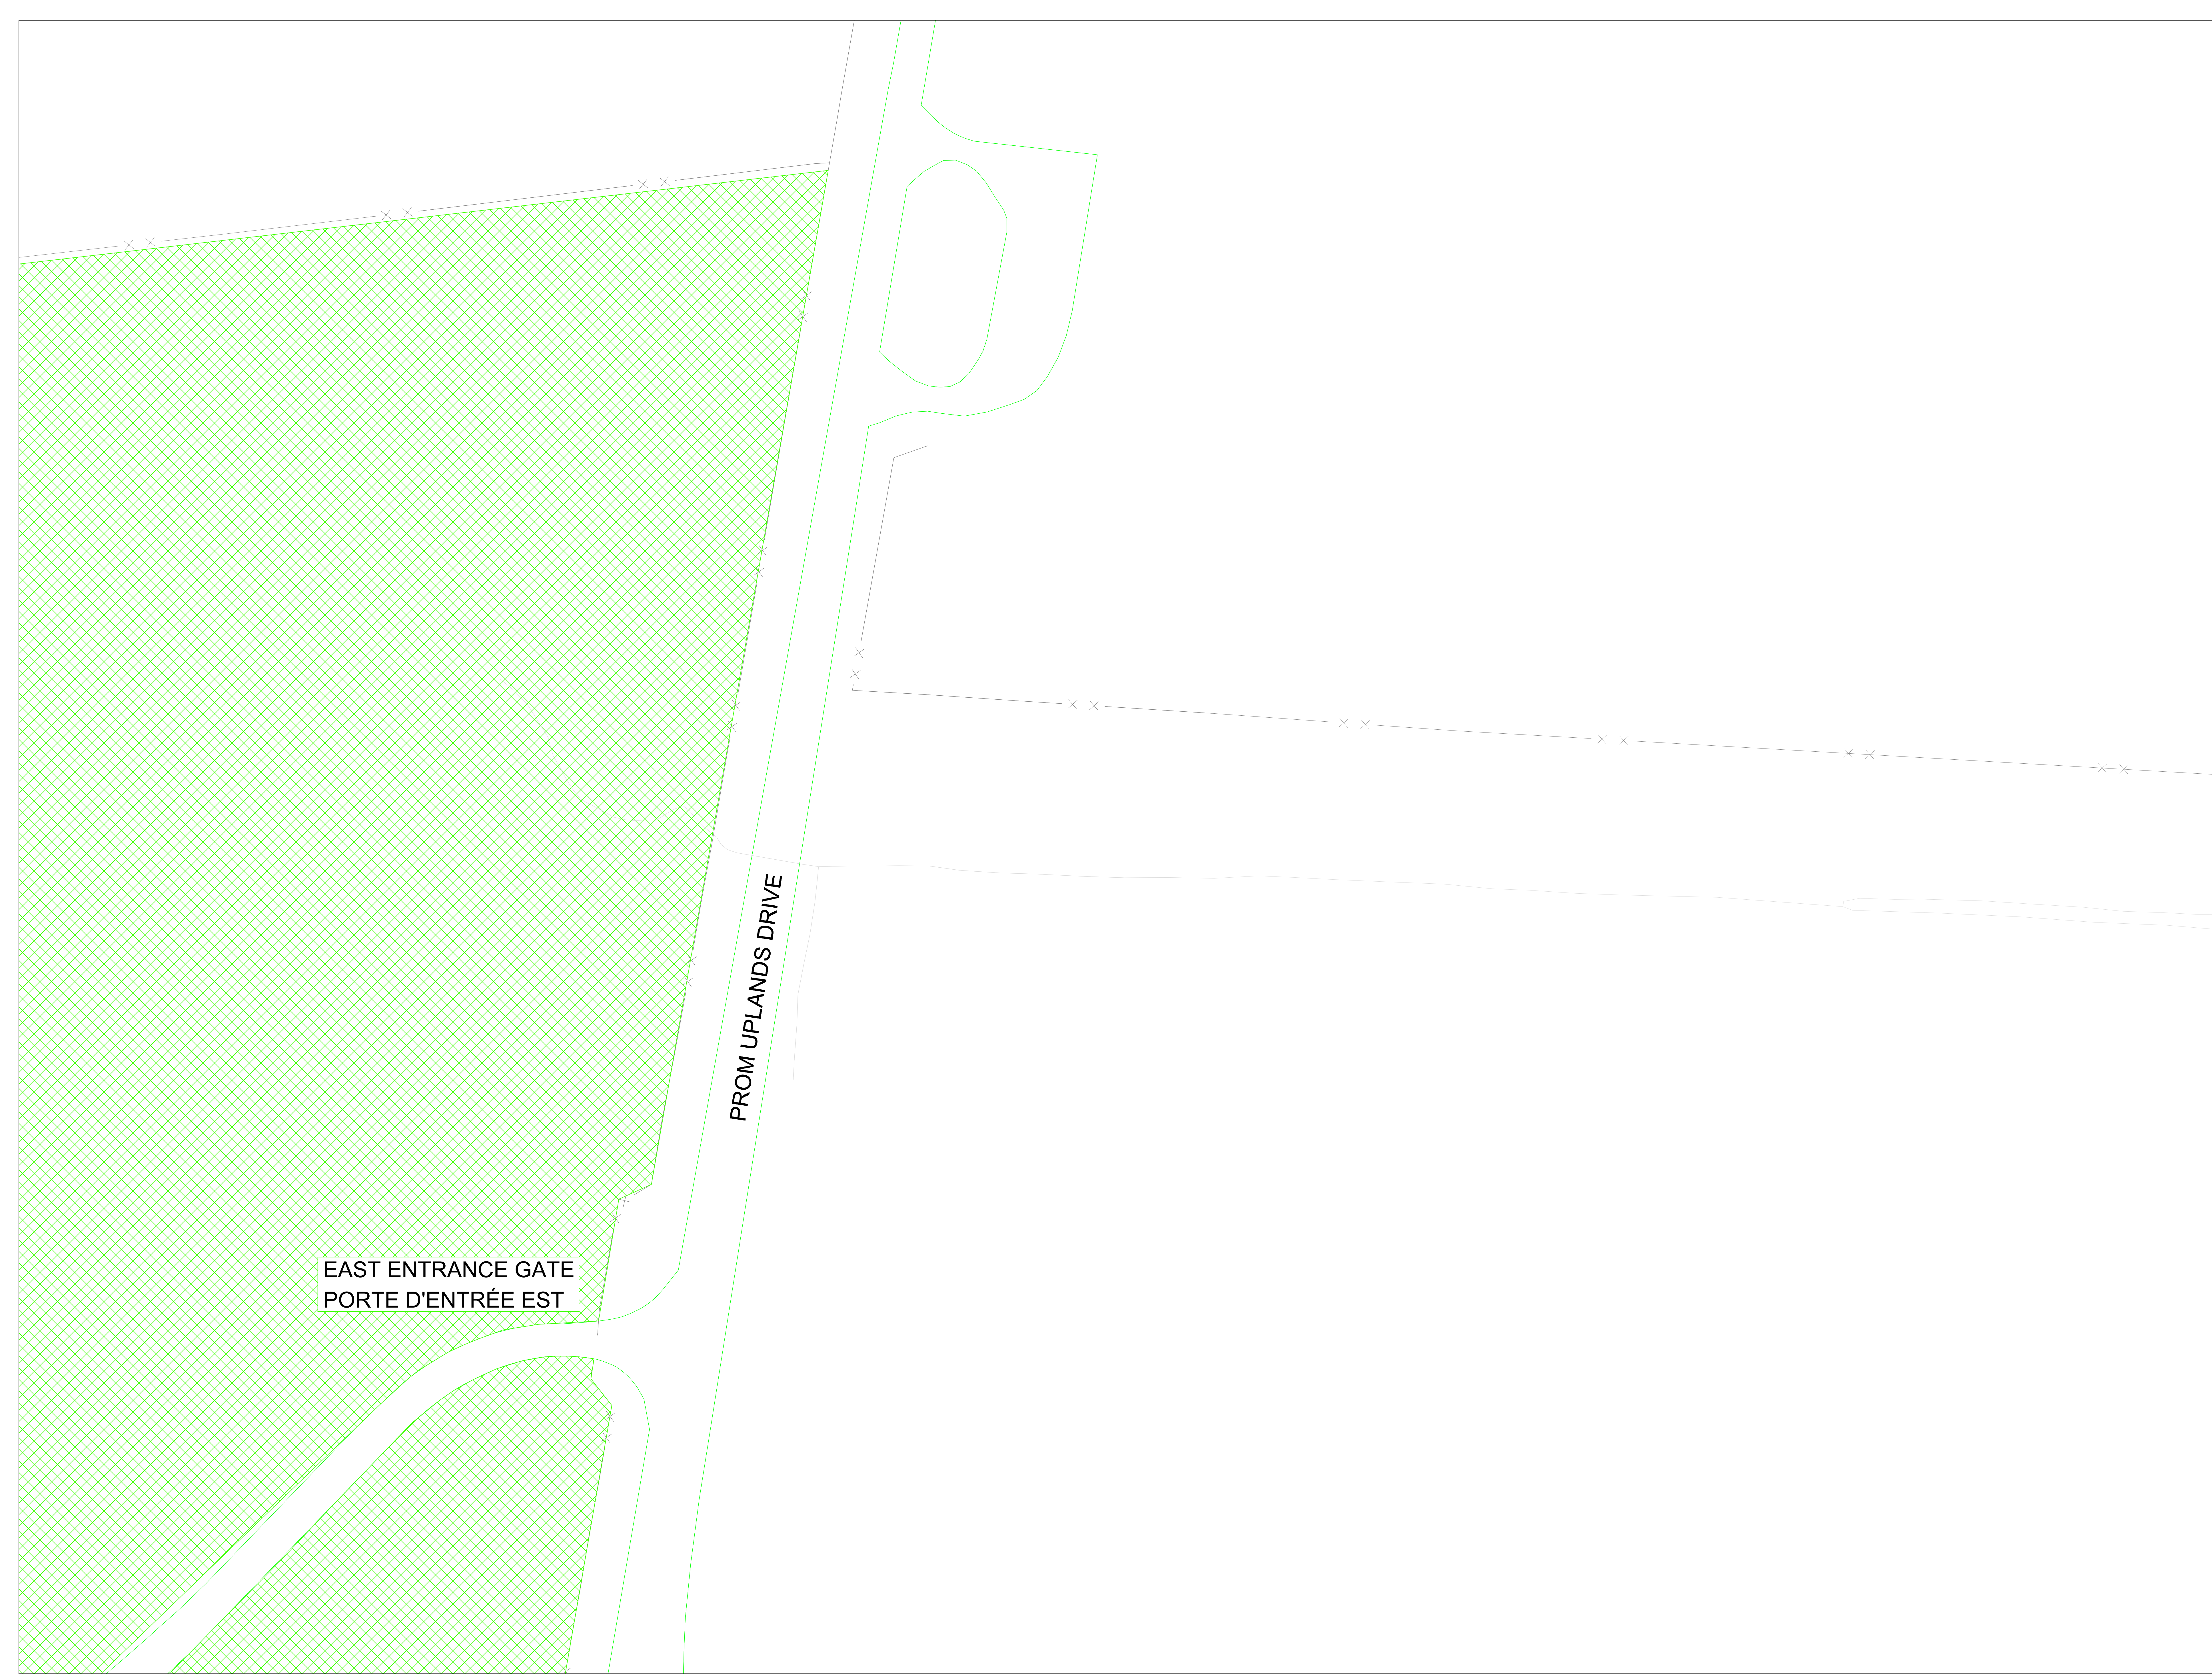 PROM UPLANDS DRIVE
EAST ENTRANCE GATE
PORTE D'ENTRÉE EST